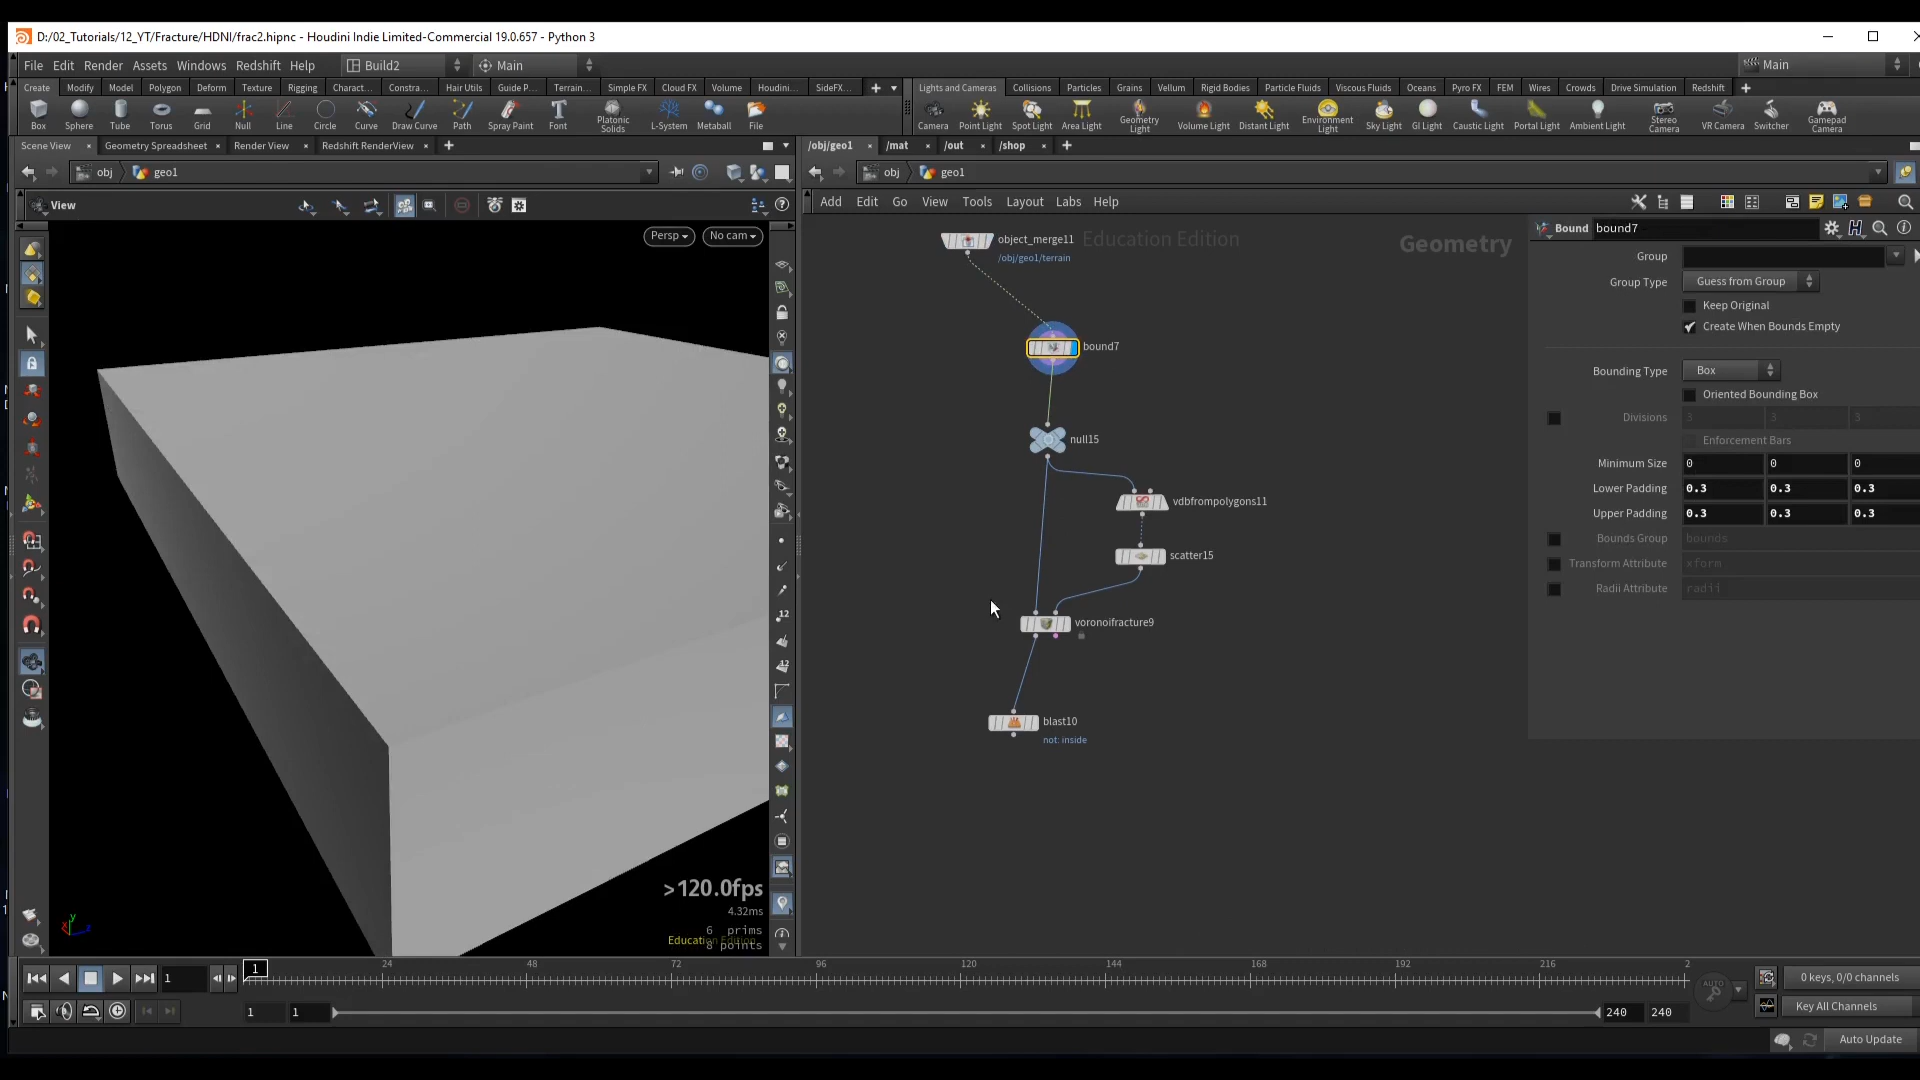 D:/02_Tutorials/12_YT/Fracture/HDNI/frac2.hipnc - Houdini Indie Limited-Commercial 19.0.657 - Python 3
File Edit Render Assets Windows Redshift Help Build2 Main Main
Create Modify Model Polygon Deform Texture Rigging Charact... Constra... Hair Utils Guide P... Terrain... Simple FX Cloud FX Volume Houdini... SideFX...
Lights and Cameras Collisions Particles Grains Vellum Rigid Bodies Particle Fluids Viscous Fluids Oceans Pyro FX FEM Wires Crowds Drive Simulation Redshift
Box Sphere Tube Torus Grid Null Line Circle Curve Draw Curve Path Spray Paint Font Platonic Solids L-System Metaball File
Camera Point Light Spot Light Area Light Geometry Light Volume Light Distant Light Environment Light Sky Light GI Light Caustic Light Portal Light Ambient Light Stereo Camera VR Camera Switcher Gamepad Camera
Scene View Geometry Spreadsheet Render View Redshift RenderView
/obj/geo1 /mat /out /shop
obj geo1
obj geo1
View
Add Edit Go View Tools Layout Labs Help
Persp No cam
object_merge11
/obj/geo1/terrain
Education Edition
Geometry
bound7
null15
vdbfrompolygons11
scatter15
voronoifracture9
blast10
not: inside
Bound bound7
Group
Group Type Guess from Group
Keep Original
Create When Bounds Empty
Bounding Type Box
Oriented Bounding Box
Divisions 3 3 3
Enforcement Bars
Minimum Size 0 0 0
Lower Padding 0.3 0.3 0.3
Upper Padding 0.3 0.3 0.3
Bounds Group bounds
Transform Attribute xform
Radii Attribute radii
12
12
>120.0fps
4.32ms
6 prims
8 points
Education Edition
y
x
z
1
1 24 48 72 96 120 144 168 192 216 2
AUTO
0 keys, 0/0 channels
1 1 240 240
Key All Channels
Auto Update